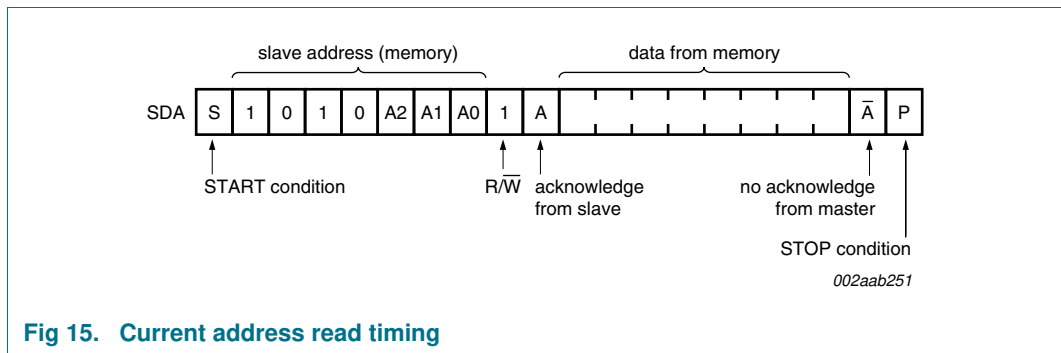 slave address (memory) data from memory
SDA S 1 0 1 0 A2 A1 A0 1 A A̅ P
START condition R/W̅ acknowledge from slave no acknowledge from master
STOP condition
002aab251
Fig 15. Current address read timing